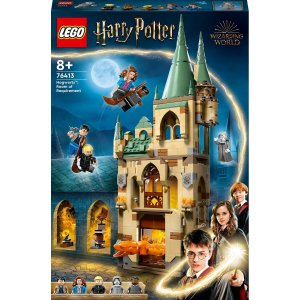 LEGO
Harry Potter
WIZARDING
WORLD
8+
76413
Hogwarts™:
Room of
Requirement